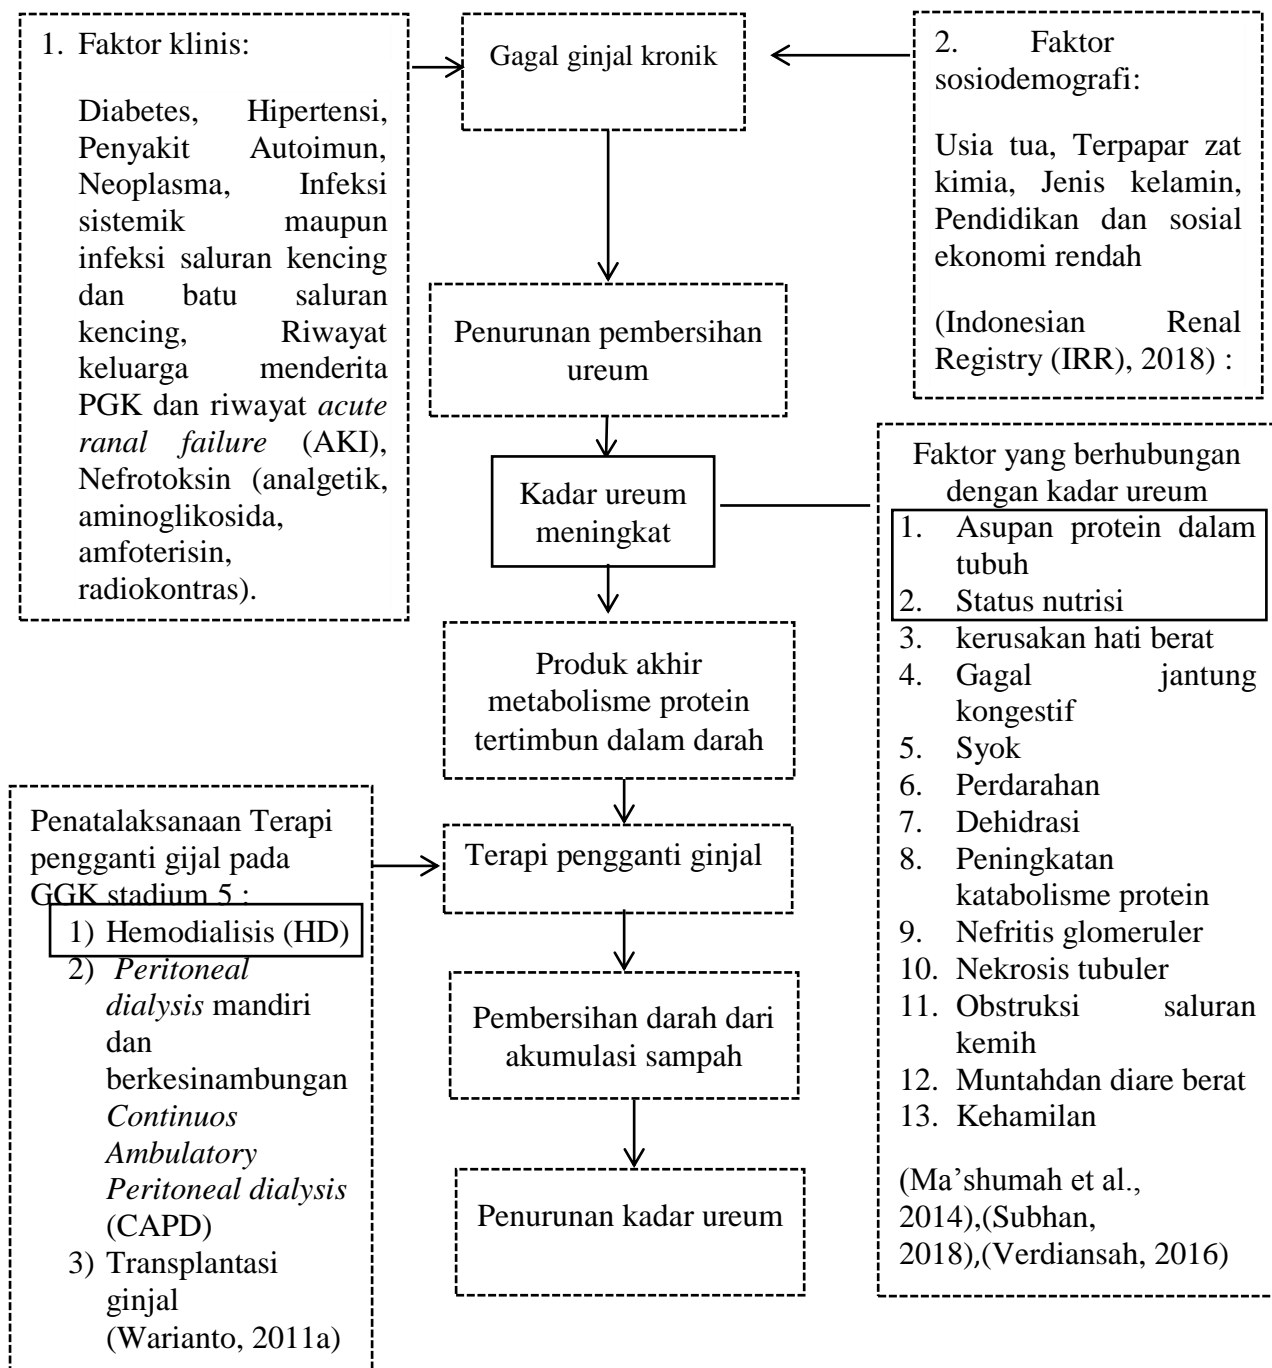 1. Faktor klinis:
Diabetes, Hipertensi,
Penyakit Autoimun,
Neoplasma, Infeksi
sistemik maupun
infeksi saluran kencing
dan batu saluran
kencing, Riwayat
keluarga menderita
PGK dan riwayat acute
ranal failure (AKI),
Nefrotoksin (analgetik,
aminoglikosida,
amfoterisin,
radiokontras).
Gagal ginjal kronik
2. Faktor
sosiodemografi:
Usia tua, Terpapar zat
kimia, Jenis kelamin,
Pendidikan dan sosial
ekonomi rendah
(Indonesian Renal
Registry (IRR), 2018) :
Penurunan pembersihan
ureum
Kadar ureum
meningkat
Faktor yang berhubungan
dengan kadar ureum
1. Asupan protein dalam
tubuh
2. Status nutrisi
3. kerusakan hati berat
4. Gagal jantung
kongestif
5. Syok
6. Perdarahan
7. Dehidrasi
8. Peningkatan
katabolisme protein
9. Nefritis glomeruler
10. Nekrosis tubuler
11. Obstruksi saluran
kemih
12. Muntahdan diare berat
13. Kehamilan
(Ma’shumah et al.,
2014),(Subhan,
2018),(Verdiansah, 2016)
Produk akhir
metabolisme protein
tertimbun dalam darah
Penatalaksanaan Terapi
pengganti gijal pada
GGK stadium 5 :
1) Hemodialisis (HD)
2) Peritoneal
dialysis mandiri
dan
berkesinambungan
Continuos
Ambulatory
Peritoneal dialysis
(CAPD)
3) Transplantasi
ginjal
(Warianto, 2011a)
Terapi pengganti ginjal
Pembersihan darah dari
akumulasi sampah
Penurunan kadar ureum